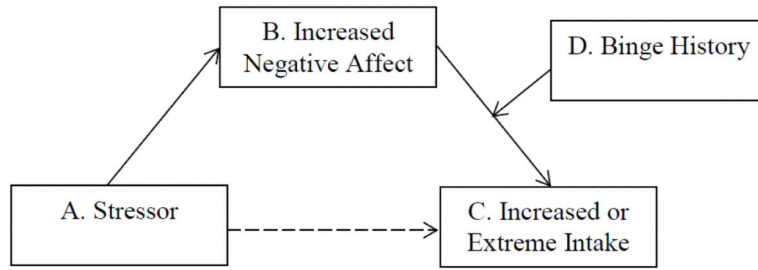 B. Increased
Negative Affect
D. Binge History
A. Stressor
C. Increased or
Extreme Intake